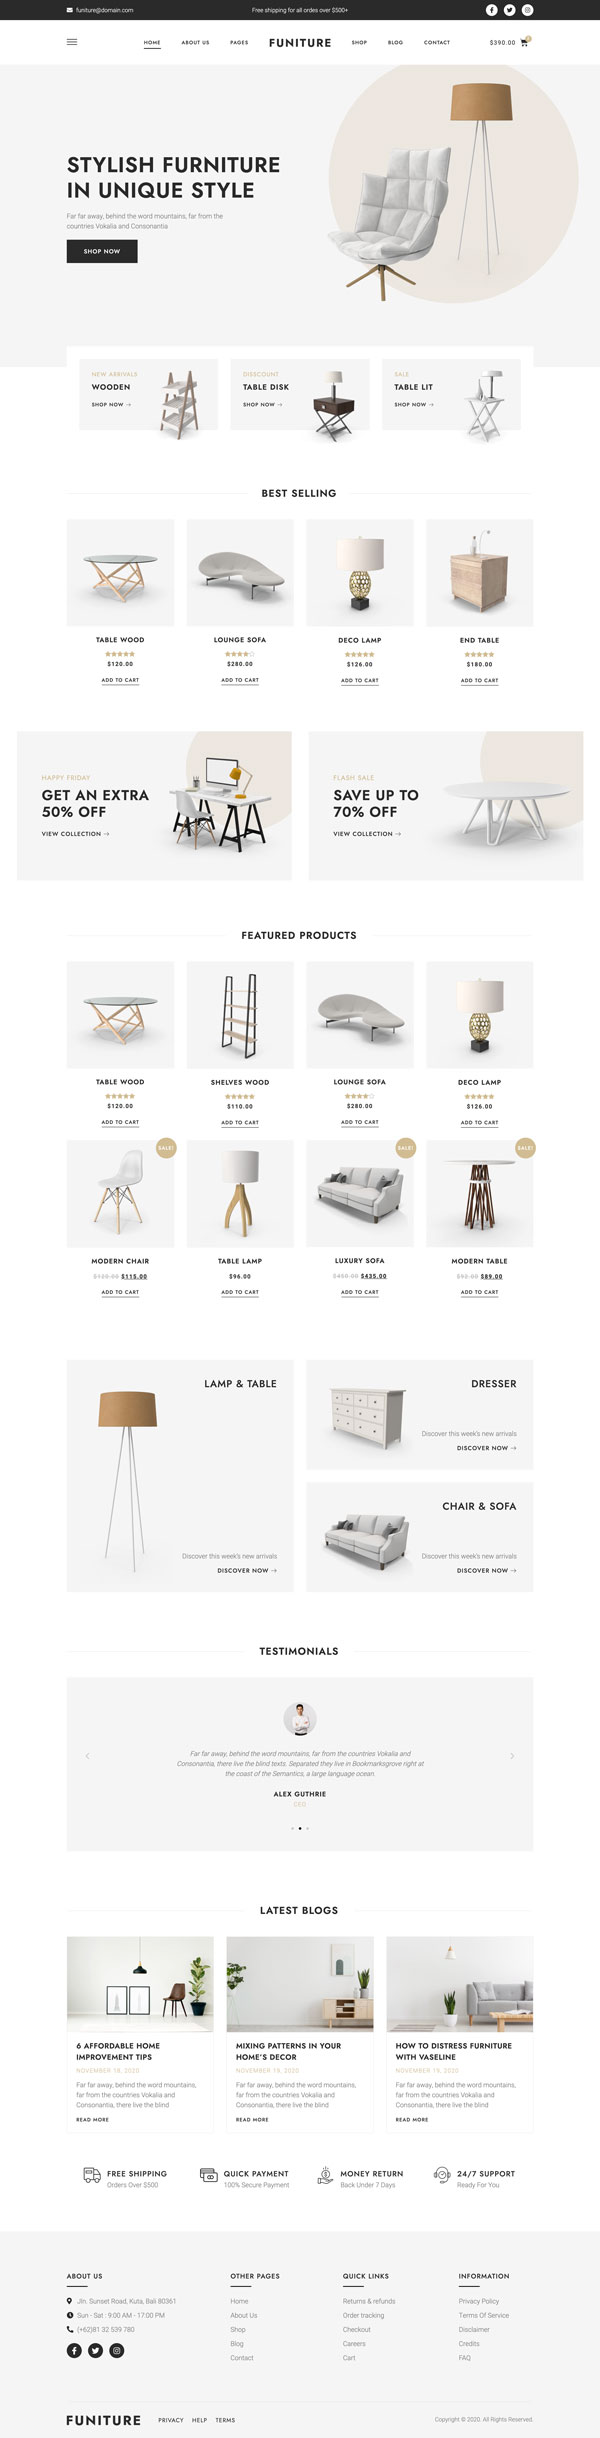 funiture@domain.com
Free shipping for all ordes over $500+
HOME
ABOUT US
PAGES
FUNITURE
SHOP
BLOG
CONTACT
$390.00
STYLISH FURNITURE
IN UNIQUE STYLE
Far far away, behind the word mountains, far from the
countries Vokalia and Consonantia
SHOP NOW
NEW ARRIVALS
WOODEN
SHOP NOW →
DISSCOUNT
TABLE DISK
SHOP NOW →
SALE
TABLE LIT
SHOP NOW →
BEST SELLING
TABLE WOOD
$120.00
ADD TO CART
LOUNGE SOFA
$280.00
ADD TO CART
DECO LAMP
$126.00
ADD TO CART
END TABLE
$180.00
ADD TO CART
HAPPY FRIDAY
GET AN EXTRA
50% OFF
VIEW COLLECTION →
FLASH SALE
SAVE UP TO
70% OFF
VIEW COLLECTION →
FEATURED PRODUCTS
TABLE WOOD
$120.00
ADD TO CART
SHELVES WOOD
$110.00
ADD TO CART
LOUNGE SOFA
$280.00
ADD TO CART
DECO LAMP
$126.00
ADD TO CART
SALE!
MODERN CHAIR
$115.00
ADD TO CART
TABLE LAMP
$96.00
ADD TO CART
SALE!
LUXURY SOFA
$435.00
ADD TO CART
SALE!
MODERN TABLE
$89.00
ADD TO CART
LAMP & TABLE
Discover this week's new arrivals
DISCOVER NOW →
DRESSER
Discover this week's new arrivals
DISCOVER NOW →
CHAIR & SOFA
Discover this week's new arrivals
DISCOVER NOW →
TESTIMONIALS
Far far away, behind the word mountains, far from the countries Vokalia and
Consonantia, there live the blind texts. Separated they live in Bookmarksgrove right at
the coast of the Semantics, a large language ocean.
ALEX GUTHRIE
CEO
LATEST BLOGS
6 AFFORDABLE HOME
IMPROVEMENT TIPS
NOVEMBER 19, 2020
Far far away, behind the word mountains,
far from the countries Vokalia and
Consonantia, there live the blind
READ MORE
MIXING PATTERNS IN YOUR
HOME'S DECOR
NOVEMBER 19, 2020
Far far away, behind the word mountains,
far from the countries Vokalia and
Consonantia, there live the blind
READ MORE
HOW TO DISTRESS FURNITURE
WITH VASELINE
NOVEMBER 19, 2020
Far far away, behind the word mountains,
far from the countries Vokalia and
Consonantia, there live the blind
READ MORE
FREE SHIPPING
Orders Over $500
QUICK PAYMENT
100% Secure Payment
MONEY RETURN
Back Under 7 Days
24/7 SUPPORT
Ready For You
ABOUT US
Jln. Sunset Road, Kuta, Bali 80361
Sun - Sat : 9:00 AM - 17:00 PM
(+62)81 32 539 780
OTHER PAGES
Home
About Us
Shop
Blog
Contact
QUICK LINKS
Returns & refunds
Order tracking
Checkout
Careers
Cart
INFORMATION
Privacy Policy
Terms Of Service
Disclaimer
Credits
FAQ
FUNITURE
PRIVACY
HELP
TERMS
Copyright © 2020. All Rights Reserved.